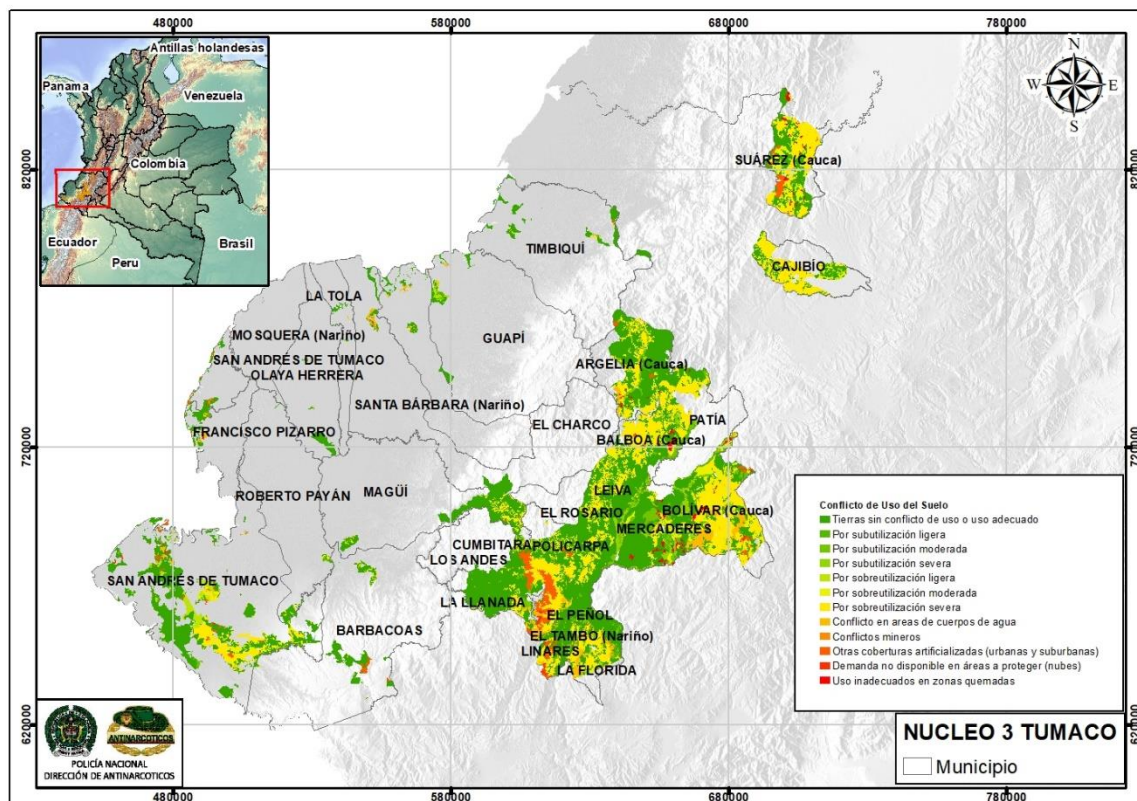 480000 580000 680000 780000
Antillas holandesas
Panama
Venezuela
Colombia
Ecuador
Brasil
Peru
N
W E
S
820000
820000
SUÁREZ (Cauca)
TIMBIQUÍ
CAJIBÍO
LA TOLA
GUAPÍ
MOSQUERA (Nariño)
SAN ANDRÉS DE TUMACO
OLAYA HERRERA
ARGELIA (Cauca)
SANTA BÁRBARA (Nariño)
EL CHARCO
PATÍA
FRANCISCO PIZARRO
BALBOA (Cauca)
720000
720000
ROBERTO PAYÁN
MAGÜÍ
LEIVA
EL ROSARIO
BOLÍVAR (Cauca)
MERCADERES
CUMBITARA
POLICARPA
LOS ANDES
SAN ANDRÉS DE TUMACO
LA LLANADA
EL PEÑOL
BARBACOAS
EL TAMBO (Nariño)
LINARES
LA FLORIDA
Conflicto de Uso del Suelo
Tierras sin conflicto de uso o uso adecuado
Por subutilización ligera
Por subutilización moderada
Por subutilización severa
Por sobreutilización ligera
Por sobreutilización moderada
Por sobreutilización severa
Conflicto en areas de cuerpos de agua
Conflictos mineros
Otras coberturas artificializadas (urbanas y suburbanas)
Demanda no disponible en áreas a proteger (nubes)
Uso inadecuados en zonas quemadas
620000
620000
ANTINARCOTICOS
POLICÍA NACIONAL
DIRECCIÓN DE ANTINARCOTICOS
NUCLEO 3 TUMACO
Municipio
480000 580000 680000 780000